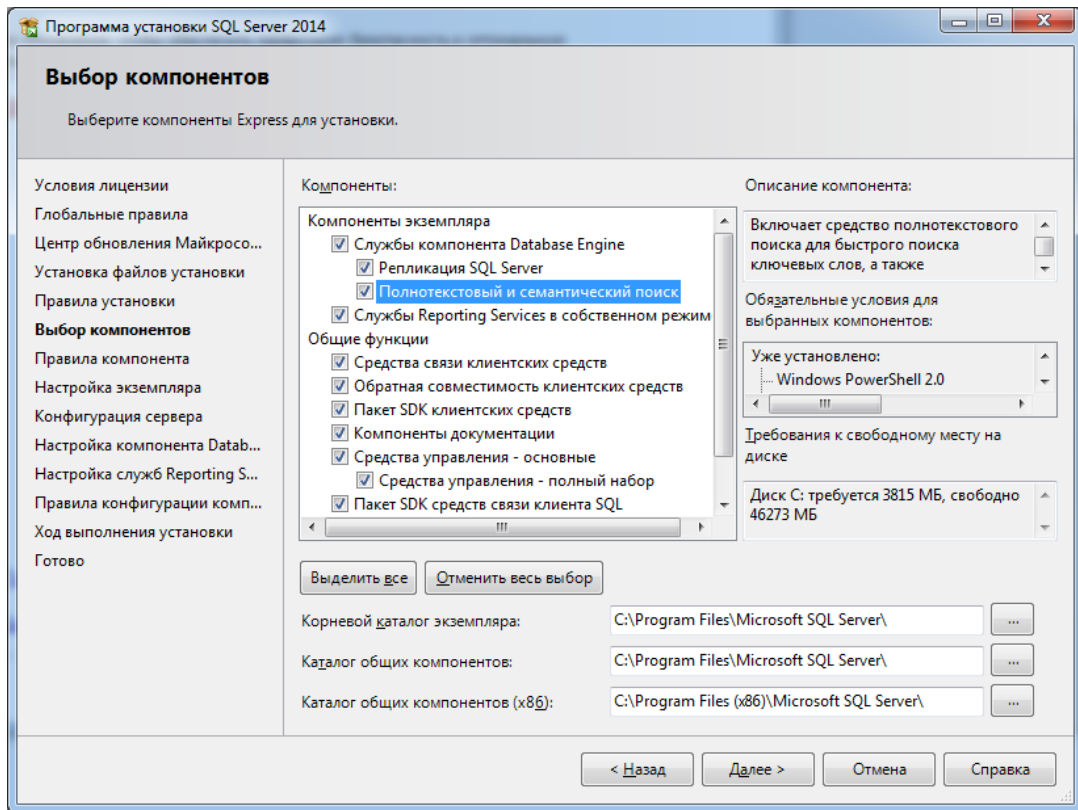 Программа установки SQL Server 2014
Выбор компонентов
Выберите компоненты Express для установки.
Условия лицензии
Глобальные правила
Центр обновления Майкросо...
Установка файлов установки
Правила установки
Выбор компонентов
Правила компонента
Настройка экземпляра
Конфигурация сервера
Настройка компонента Datab...
Настройка служб Reporting S...
Правила конфигурации комп...
Ход выполнения установки
Готово
Компоненты:
Компоненты экземпляра
Службы компонента Database Engine
Репликация SQL Server
Полнотекстовый и семантический поиск
Службы Reporting Services в собственном режим
Общие функции
Средства связи клиентских средств
Обратная совместимость клиентских средств
Пакет SDK клиентских средств
Компоненты документации
Средства управления - основные
Средства управления - полный набор
Пакет SDK средств связи клиента SQL
Описание компонента:
Включает средство полнотекстового
поиска для быстрого поиска
ключевых слов, а также
Обязательные условия для
выбранных компонентов:
Уже установлено:
Windows PowerShell 2.0
Требования к свободному месту на
диске
Диск C: требуется 3815 МБ, свободно
46273 МБ
Выделить все
Отменить весь выбор
Корневой каталог экземпляра:
C:\Program Files\Microsoft SQL Server\
...
Каталог общих компонентов:
C:\Program Files\Microsoft SQL Server\
...
Каталог общих компонентов (x86):
C:\Program Files (x86)\Microsoft SQL Server\
...
< Назад
Далее >
Отмена
Справка